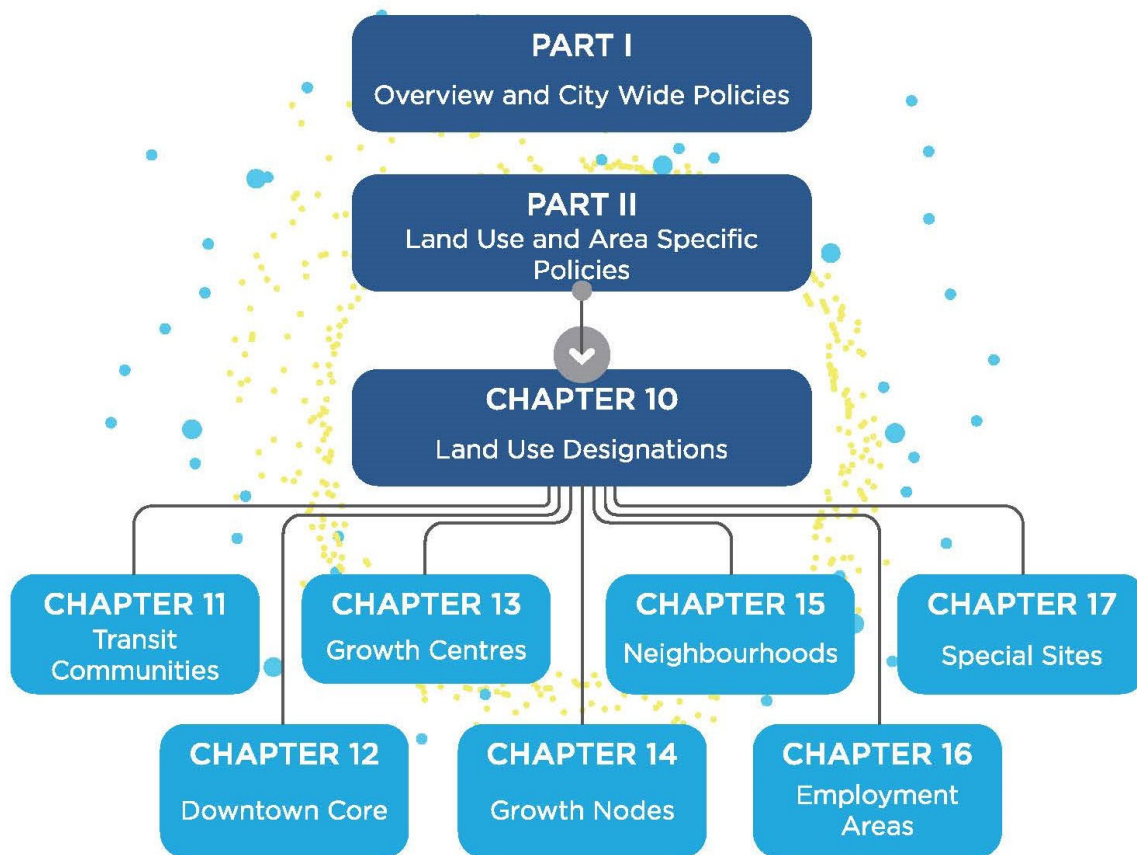 PART I
Overview and City Wide Policies
PART II
Land Use and Area Specific
Policies
CHAPTER 10
Land Use Designations
CHAPTER 11
Transit
Communities
CHAPTER 13
Growth Centres
CHAPTER 15
Neighbourhoods
CHAPTER 17
Special Sites
CHAPTER 12
Downtown Core
CHAPTER 14
Growth Nodes
CHAPTER 16
Employment
Areas